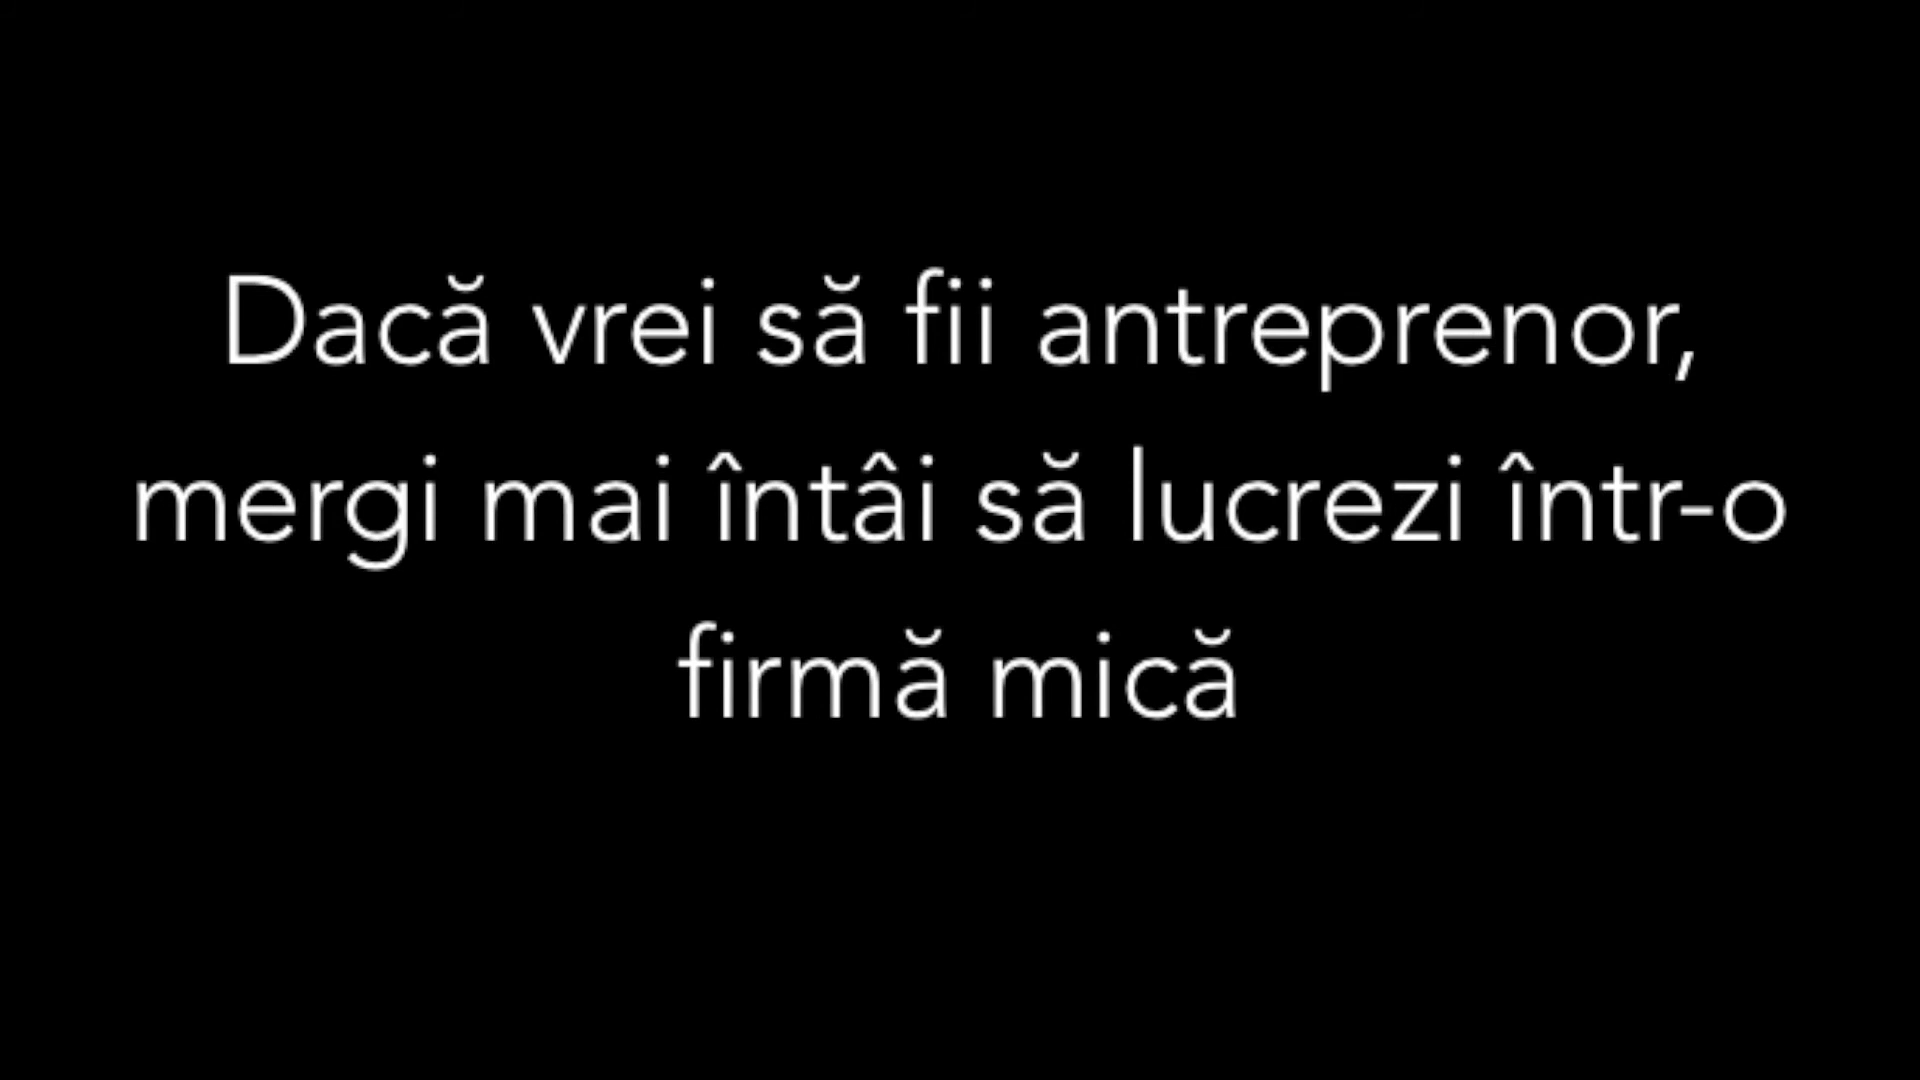 Dacă vrei să fii antreprenor,
mergi mai întâi să lucrezi într-o
firmă mică